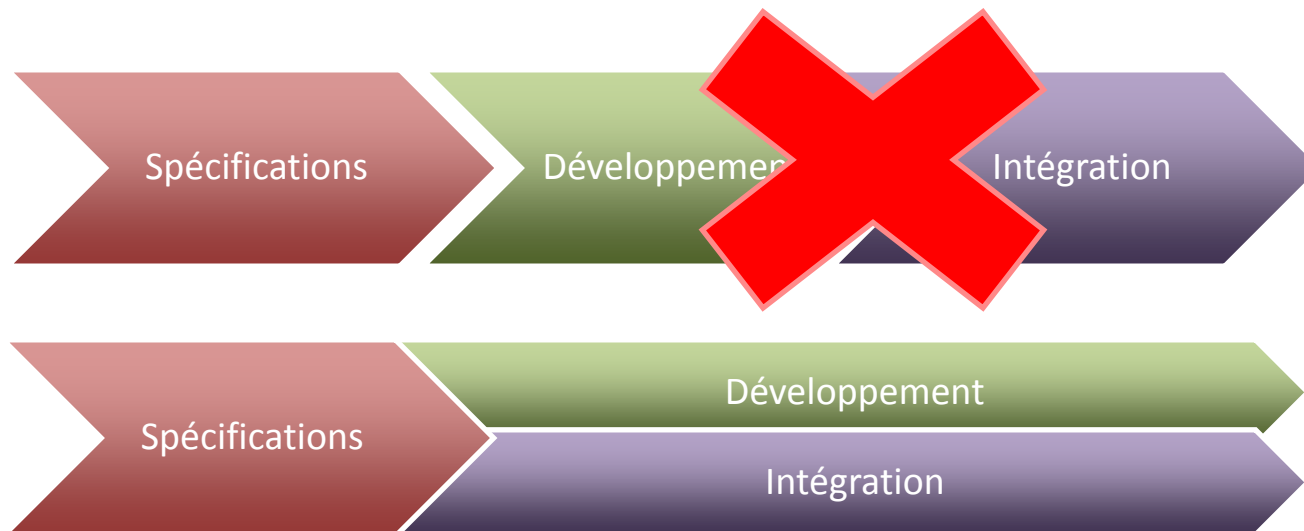 Spécifications
Développemen
Intégration
Spécifications
Développement
Intégration